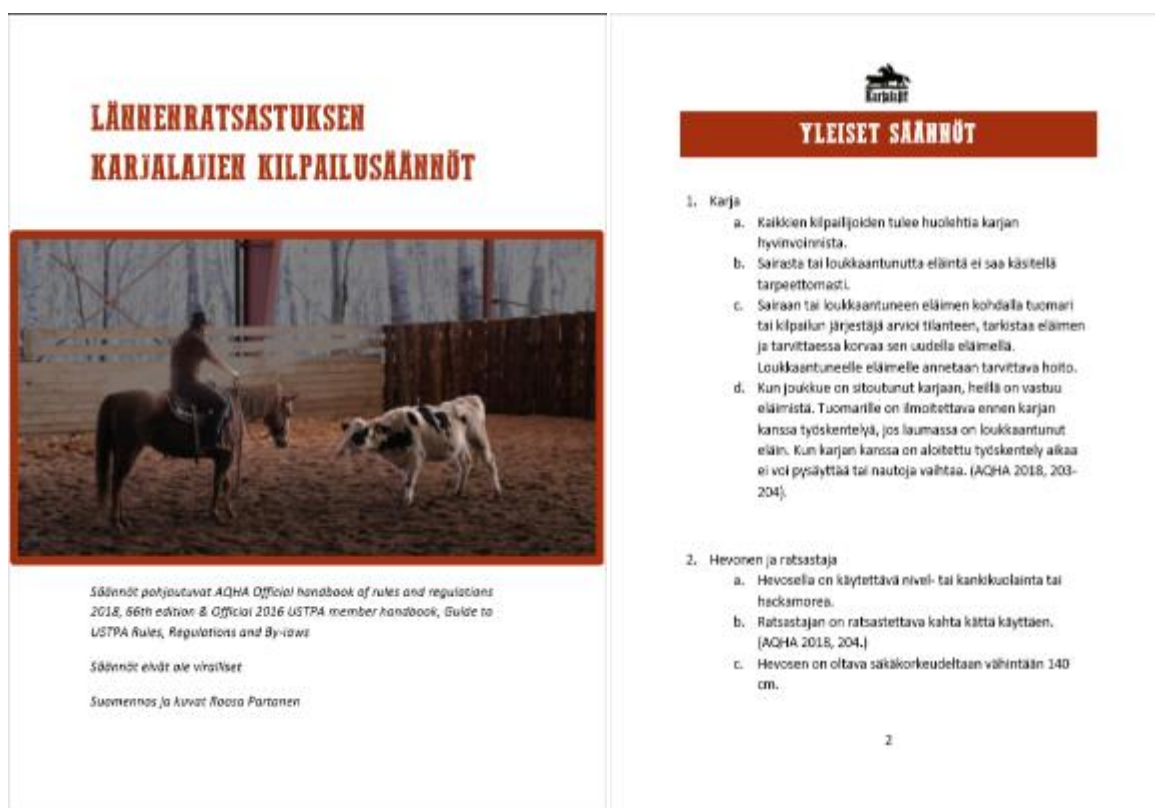 LÄNNENRATSASTUKSEN
KARJALAJIEN KILPAILUSÄÄNNÖT
Säännöt pohjautuvat AQHA Official handbook of rules and regulations
2018, 66th edition & Official 2016 USTPA member handbook, Guide to
USTPA Rules, Regulations and By-laws
Säännöt eivät ole viralliset
Suomennos ja kuvat Roosa Partanen
Karjalajit
YLEISET SÄÄNNÖT
1. Karja
a. Kaikkien kilpailijoiden tulee huolehtia karjan
hyvinvoinnista.
b. Sairasta tai loukkaantunutta eläintä ei saa käsitellä
tarpeettomasti.
c. Sairaan tai loukkaantuneen eläimen kohdalla tuomari
tai kilpailun järjestäjä arvioi tilanteen, tarkistaa eläimen
ja tarvittaessa korvaa sen uudella eläimellä.
Loukkaantuneelle eläimelle annetaan tarvittava hoito.
d. Kun joukkue on sitoutunut karjaan, heillä on vastuu
eläimistä. Tuomarille on ilmoitettava ennen karjan
kanssa työskentelyä, jos laumassa on loukkaantunut
eläin. Kun karjan kanssa on aloitettu työskentely aikaa
ei voi pysäyttää tai nautoja vaihtaa. (AQHA 2018, 203-
204).
2. Hevonen ja ratsastaja
a. Hevosella on käytettävä nivel- tai kankikuolainta tai
hackamorea.
b. Ratsastajan on ratsastettava kahta kättä käyttäen.
(AQHA 2018, 204.)
c. Hevosen on oltava säkäkorkeudeltaan vähintään 140
cm.
2